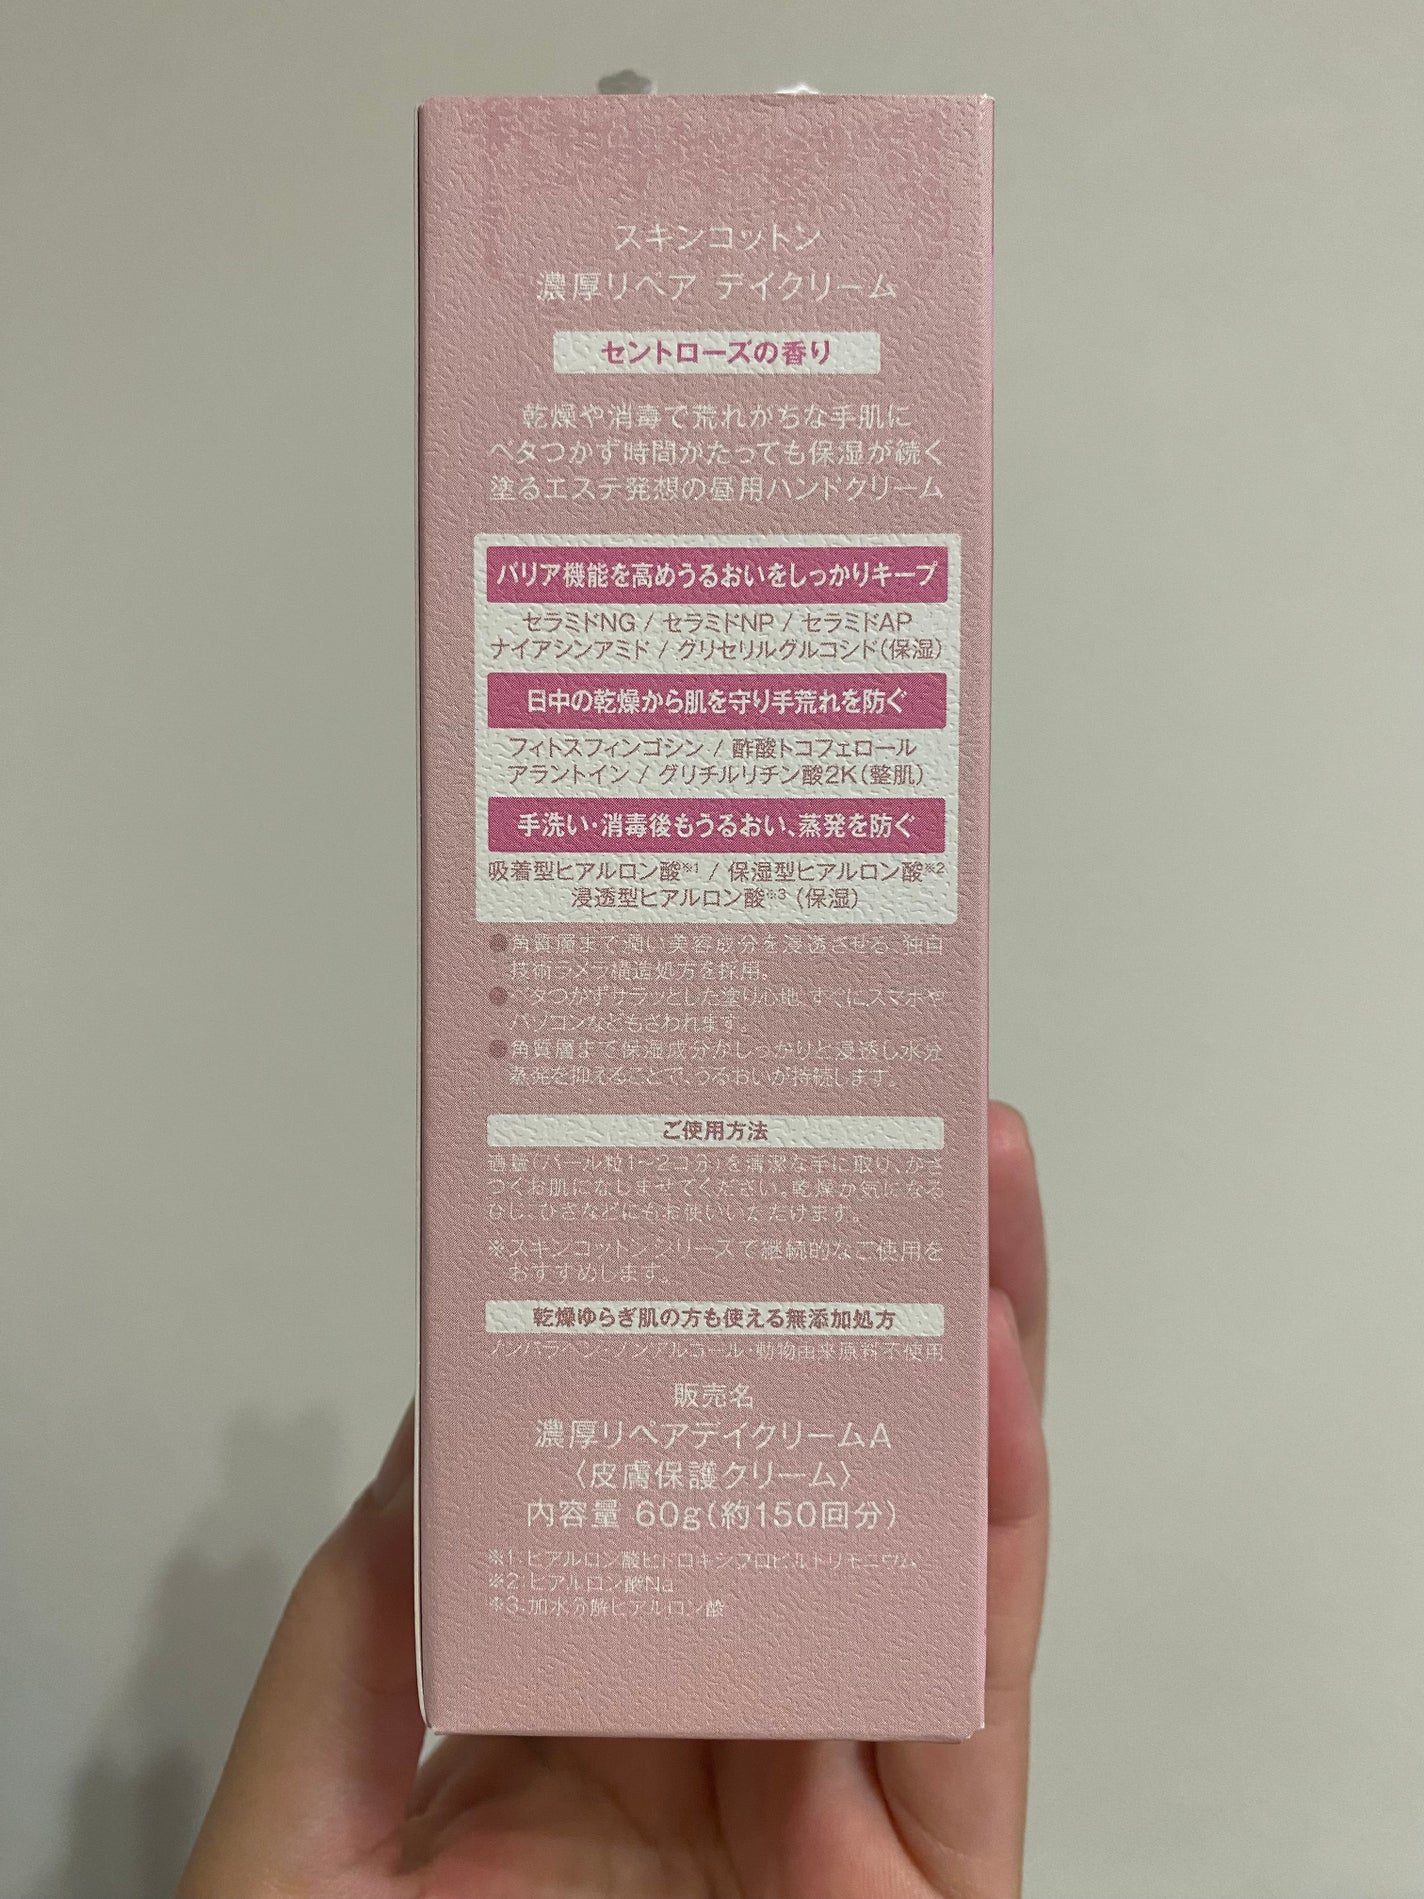 スキンコットン
濃厚リペア デイクリーム
セントローズの香り
乾燥や消毒で荒れがちな手肌に
ベタつかず時間がたっても保湿が続く
塗るエステ発想の昼用ハンドクリーム
バリア機能を高めうるおいをしっかりキープ
セラミドNG / セラミドNP / セラミドAP
ナイアシンアミド / グリセリルグルコシド(保湿)
日中の乾燥から肌を守り手荒れを防ぐ
フィトスフィンゴシン / 酢酸トコフェロール
アラントイン / グリチルリチン酸2K(整肌)
手洗い・消毒後もうるおい、蒸発を防ぐ
吸着型ヒアルロン酸※1 / 保湿型ヒアルロン酸※2
浸透型ヒアルロン酸※3 (保湿)
●角質層まで潤い美容成分を浸透させる、独自
技術ラメラ構造処方を採用。
●ベタつかずサラッとした塗り心地、すぐにスマホや
パソコンなどもさわれます。
●角質層まで保湿成分がしっかりと浸透し水分
蒸発を抑えることで、うるおいが持続します。
ご使用方法
適量(パール粒1~2コ分)を清潔な手に取り、かさ
つくお肌になじませてください。乾燥が気になる
ひじ、ひざなどにもお使いいただけます。
※スキンコットンシリーズで継続的なご使用を
おすすめします。
乾燥ゆらぎ肌の方も使える無添加処方
ノンパラベン・ノンアルコール・動物由来原料不使用
販売名
濃厚リペアデイクリームA
〈皮膚保護クリーム〉
内容量 60g(約150回分)
※1:ヒアルロン酸ヒドロキシプロピルトリモニウム
※2:ヒアルロン酸Na
※3:加水分解ヒアルロン酸